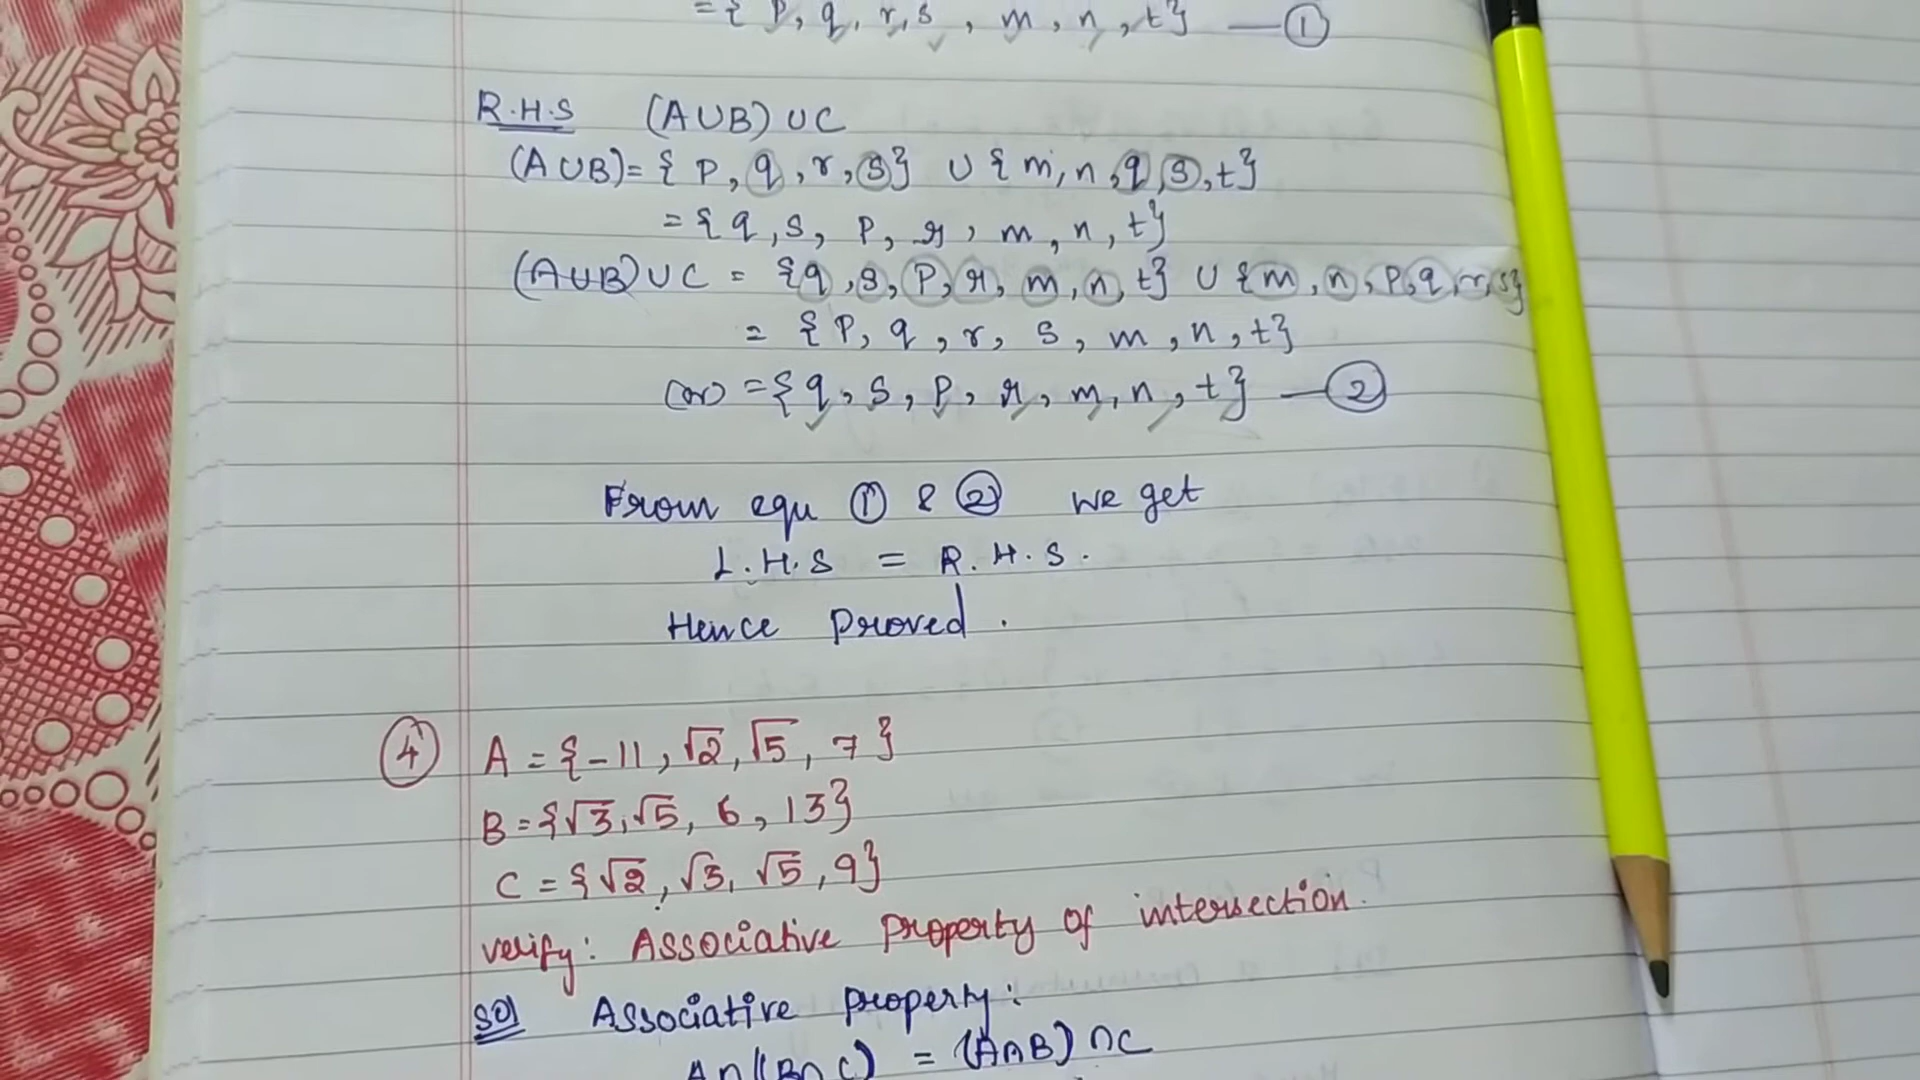 = { p, q, r, s, m, n, t} — ①
R.H.S (A∪B) ∪C
(A∪B)= { p, q, r, s} ∪ { m, n, q, s, t}
= { q, s, p, r, m, n, t}
(A∪B)∪C = {q, s, p, r, m, n, t} ∪ {m, n, p, q, r, s}
= {p, q, r, s, m, n, t}
(or) = {q, s, p, r, m, n, t} — ②
From equ ① & ② we get
L.H.S = R.H.S.
Hence proved.
④ A = {-11, √2, √5, 7}
B = {√3, √5, 6, 13}
C = {√2, √3, √5, 9}
verify: Associative property of intersection.
Sol Associative property:
A∩(B∩C) = (A∩B)∩C